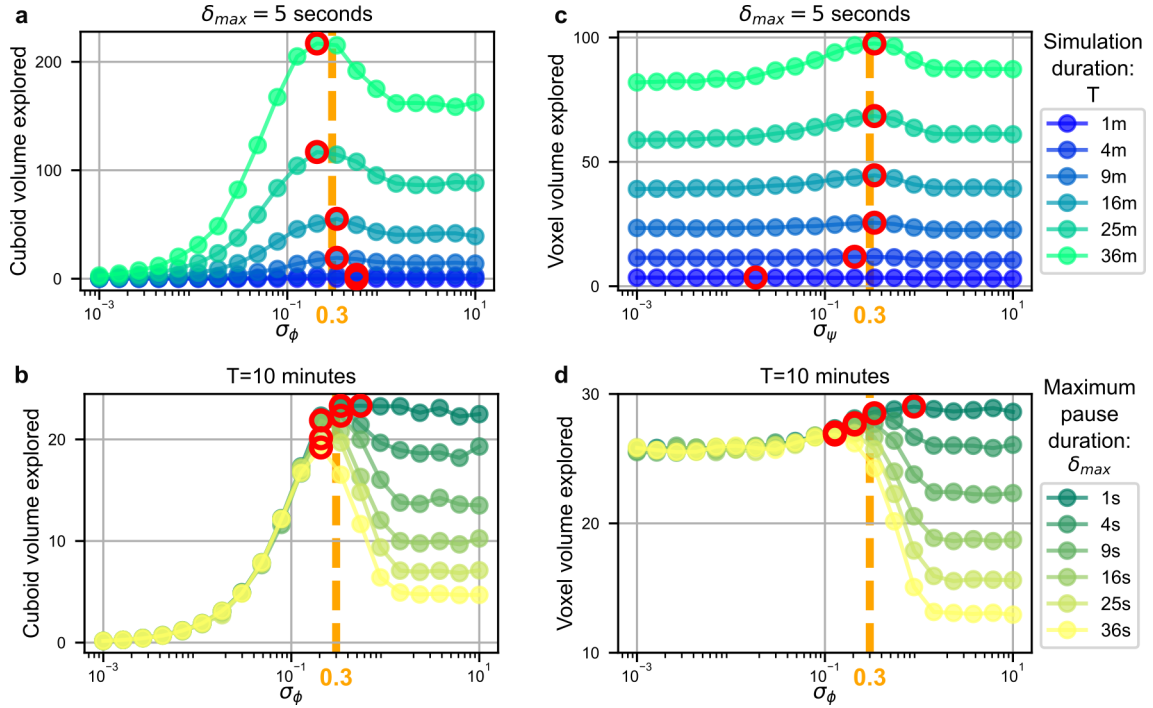 a
δmax = 5 seconds
Cuboid volume explored
200
100
0
10⁻³
10⁻¹
10¹
0.3
σϕ
c
δmax = 5 seconds
Voxel volume explored
100
50
0
10⁻³
10⁻¹
10¹
0.3
σψ
Simulation
duration:
T
1m
4m
9m
16m
25m
36m
b
T=10 minutes
Cuboid volume explored
20
10
0
10⁻³
10⁻¹
10¹
0.3
σϕ
d
T=10 minutes
Voxel volume explored
30
20
10
10⁻³
10⁻¹
10¹
0.3
σϕ
Maximum
pause
duration:
δmax
1s
4s
9s
16s
25s
36s